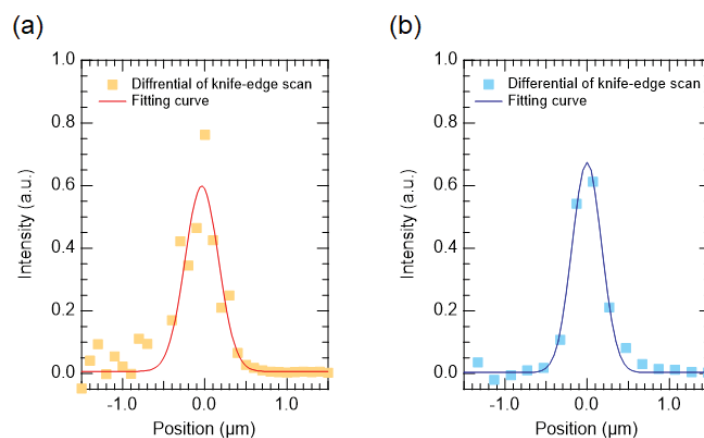 (a)
1.0
0.8
0.6
0.4
0.2
0.0
Intensity (a.u.)
Diffrential of knife-edge scan
Fitting curve
-1.0
0.0
1.0
Position (µm)
(b)
1.0
0.8
0.6
0.4
0.2
0.0
Intensity (a.u.)
Differential of knife-edge scan
Fitting curve
-1.0
0.0
1.0
Position (µm)